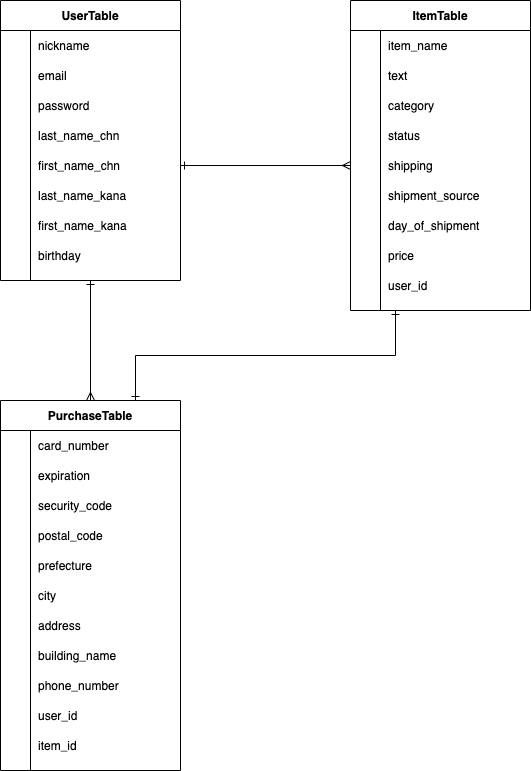 UserTable
nickname
email
password
last_name_chn
first_name_chn
last_name_kana
first_name_kana
birthday
ItemTable
item_name
text
category
status
shipping
shipment_source
day_of_shipment
price
user_id
PurchaseTable
card_number
expiration
security_code
postal_code
prefecture
city
address
building_name
phone_number
user_id
item_id